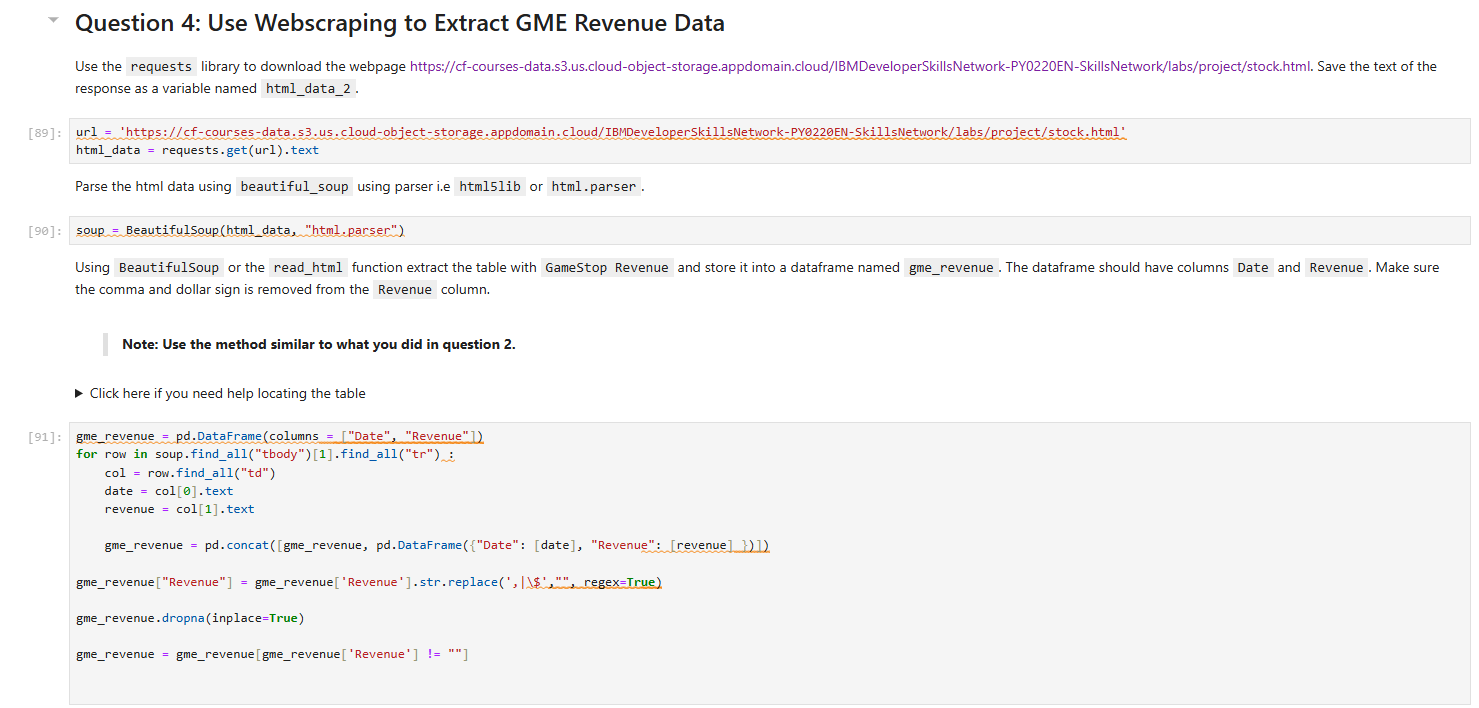 Question 4: Use Webscraping to Extract GME Revenue Data
Use the requests library to download the webpage https://cf-courses-data.s3.us.cloud-object-storage.appdomain.cloud/IBMDeveloperSkillsNetwork-PY0220EN-SkillsNetwork/labs/project/stock.html. Save the text of the
response as a variable named html_data_2.
[89]: url = 'https://cf-courses-data.s3.us.cloud-object-storage.appdomain.cloud/IBMDeveloperSkillsNetwork-PY0220EN-SkillsNetwork/labs/project/stock.html'
html_data = requests.get(url).text
Parse the html data using beautiful_soup using parser i.e html5lib or html.parser.
[90]: soup = BeautifulSoup(html_data, "html.parser")
Using BeautifulSoup or the read_html function extract the table with GameStop Revenue and store it into a dataframe named gme_revenue. The dataframe should have columns Date and Revenue. Make sure
the comma and dollar sign is removed from the Revenue column.
Note: Use the method similar to what you did in question 2.
Click here if you need help locating the table
[91]: gme_revenue = pd.DataFrame(columns = ["Date", "Revenue"])
for row in soup.find_all("tbody")[1].find_all("tr") :
    col = row.find_all("td")
    date = col[0].text
    revenue = col[1].text
    gme_revenue = pd.concat([gme_revenue, pd.DataFrame({"Date": [date], "Revenue": [revenue] })])
gme_revenue["Revenue"] = gme_revenue['Revenue'].str.replace(',|\$',"", regex=True)
gme_revenue.dropna(inplace=True)
gme_revenue = gme_revenue[gme_revenue['Revenue'] != ""]